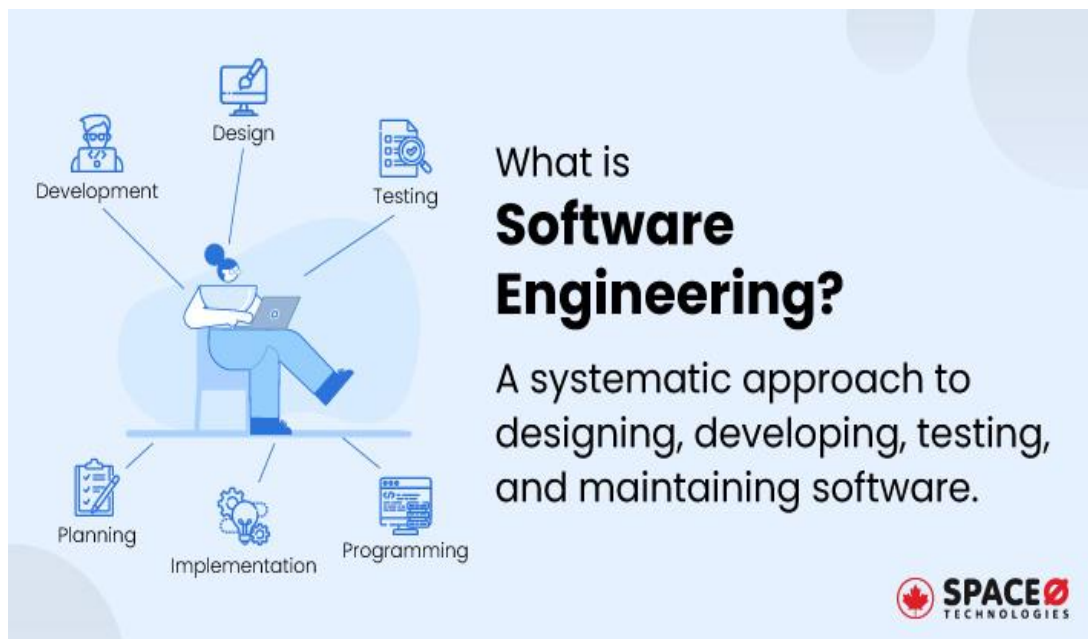 Design
Development
Testing
What is
Software
Engineering?
A systematic approach to
designing, developing, testing,
and maintaining software.
Planning
Implementation
Programming
SPACEØ
TECHNOLOGIES